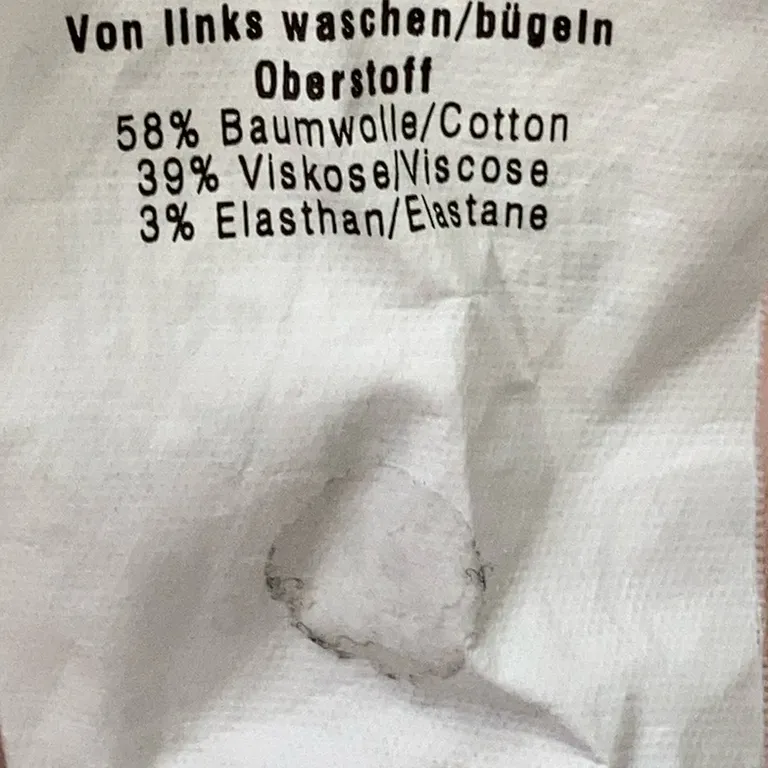 Von links waschen/bügeln
Oberstoff
58% Baumwolle/Cotton
39% Viskose/Viscose
3% Elasthan/Elastane